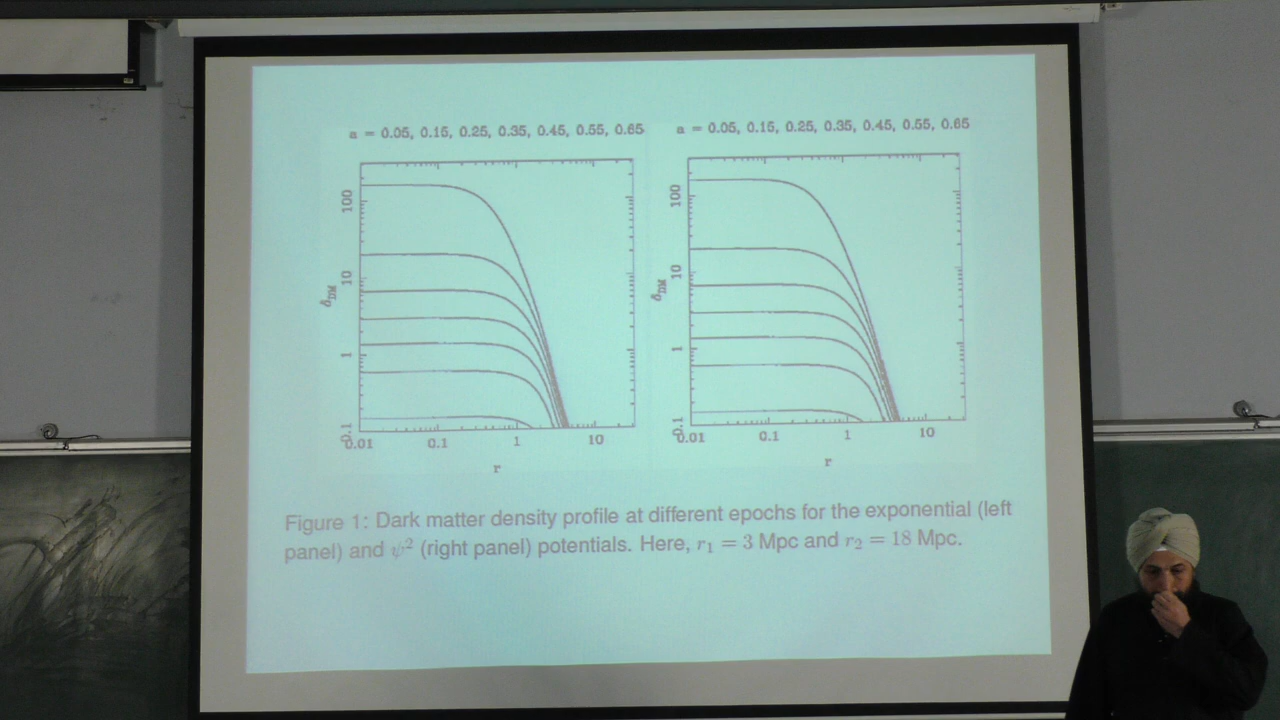 a = 0.05, 0.15, 0.25, 0.35, 0.45, 0.55, 0.65
a = 0.05, 0.15, 0.25, 0.35, 0.45, 0.55, 0.65
100
10
1
0.1
δDM
0.01 0.1 1 10
r
100
10
1
0.1
δDM
0.01 0.1 1 10
r
Figure 1: Dark matter density profile at different epochs for the exponential (left
panel) and ψ² (right panel) potentials. Here, r₁ = 3 Mpc and r₂ = 18 Mpc.